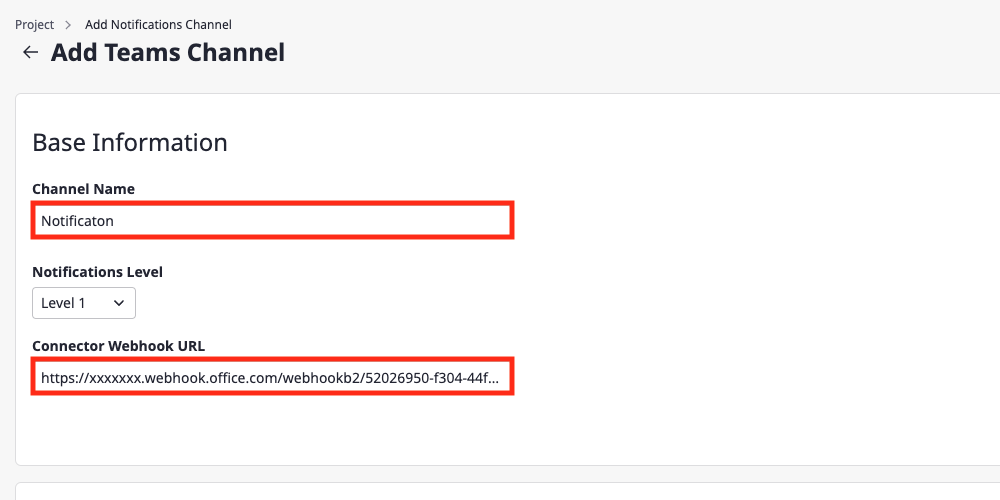 Project > Add Notifications Channel
← Add Teams Channel
Base Information
Channel Name
Notificaton
Notifications Level
Level 1
Connector Webhook URL
https://xxxxxxx.webhook.office.com/webhookb2/52026950-f304-44f...